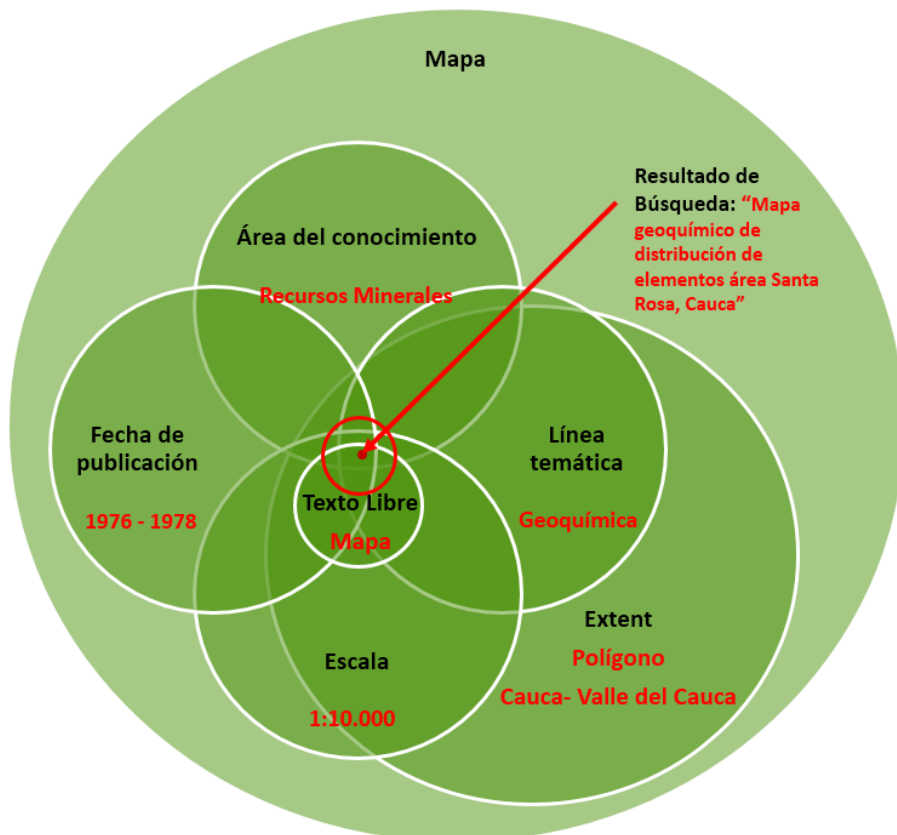 Mapa
Resultado de
Búsqueda: “Mapa
geoquímico de
distribución de
elementos área Santa
Rosa, Cauca”
Área del conocimiento
Recursos Minerales
Fecha de
publicación
1976 - 1978
Línea
temática
Geoquímica
Texto Libre
Mapa
Extent
Polígono
Cauca- Valle del Cauca
Escala
1:10.000